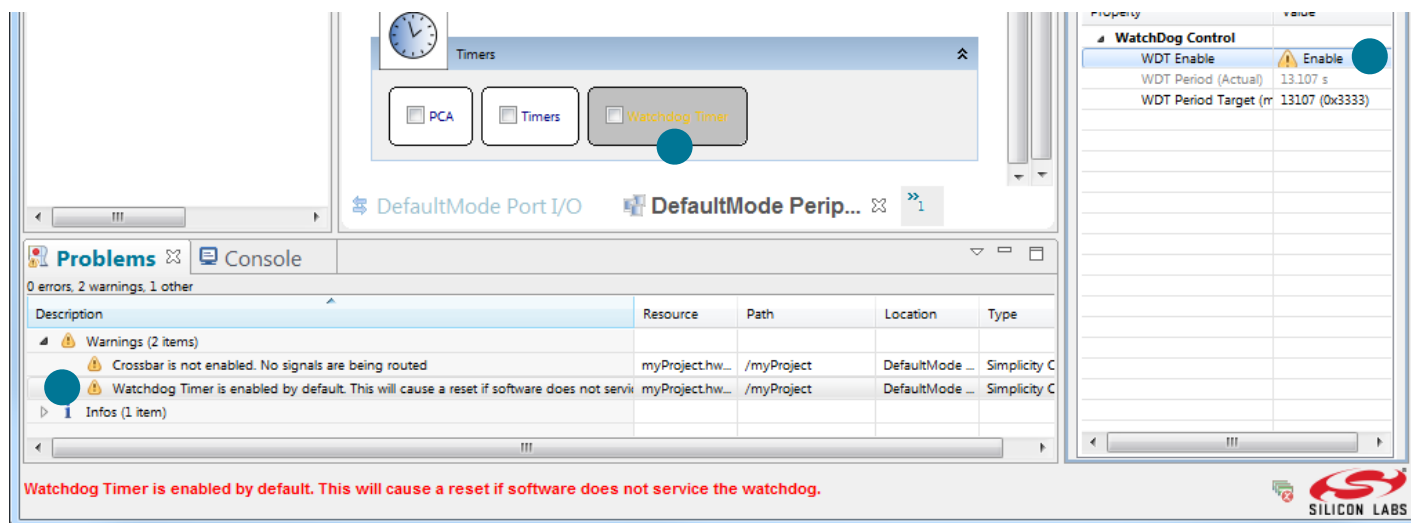 Property Value
WatchDog Control
WDT Enable Enable
WDT Period (Actual) 13.107 s
WDT Period Target (m 13107 (0x3333)
Timers
PCA Timers Watchdog Timer
DefaultMode Port I/O DefaultMode Perip... »1
Problems Console
0 errors, 2 warnings, 1 other
Description Resource Path Location Type
Warnings (2 items)
Crossbar is not enabled. No signals are being routed myProject.hw... /myProject DefaultMode ... Simplicity C
Watchdog Timer is enabled by default. This will cause a reset if software does not servic myProject.hw... /myProject DefaultMode ... Simplicity C
i Infos (1 item)
Watchdog Timer is enabled by default. This will cause a reset if software does not service the watchdog.
SILICON LABS